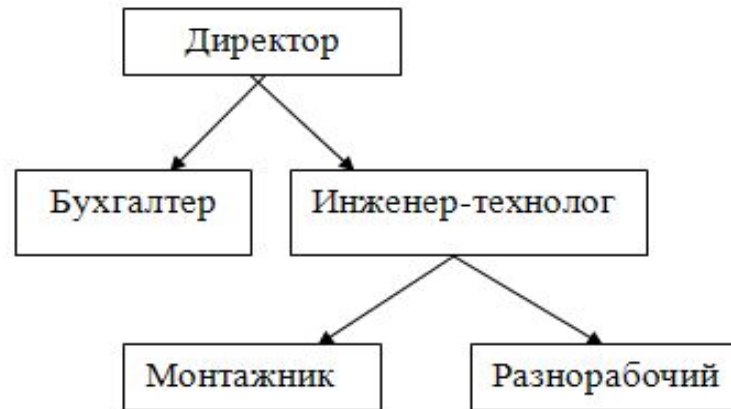 Директор
Бухгалтер
Инженер-технолог
Монтажник
Разнорабочий